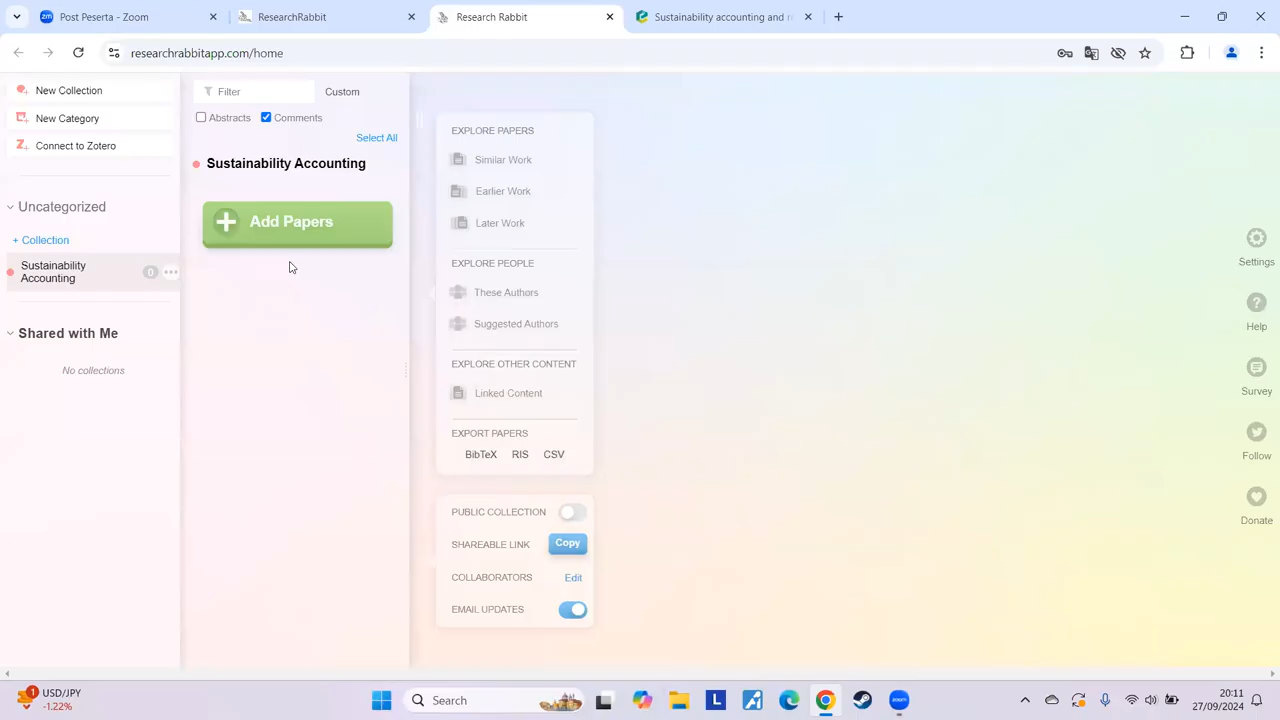 Post Peserta - Zoom
ResearchRabbit
Research Rabbit
Sustainability accounting and r
researchrabbitapp.com/home
New Collection
New Category
Connect to Zotero
Uncategorized
+ Collection
Sustainability
Accounting
0
Shared with Me
No collections
Filter
Custom
Abstracts
Comments
Select All
Sustainability Accounting
Add Papers
EXPLORE PAPERS
Similar Work
Earlier Work
Later Work
EXPLORE PEOPLE
These Authors
Suggested Authors
EXPLORE OTHER CONTENT
Linked Content
EXPORT PAPERS
BibTeX RIS CSV
PUBLIC COLLECTION
SHAREABLE LINK Copy
COLLABORATORS Edit
EMAIL UPDATES
Settings
Help
Survey
Follow
Donate
1
USD/JPY
-1.22%
Search
20:11
27/09/2024